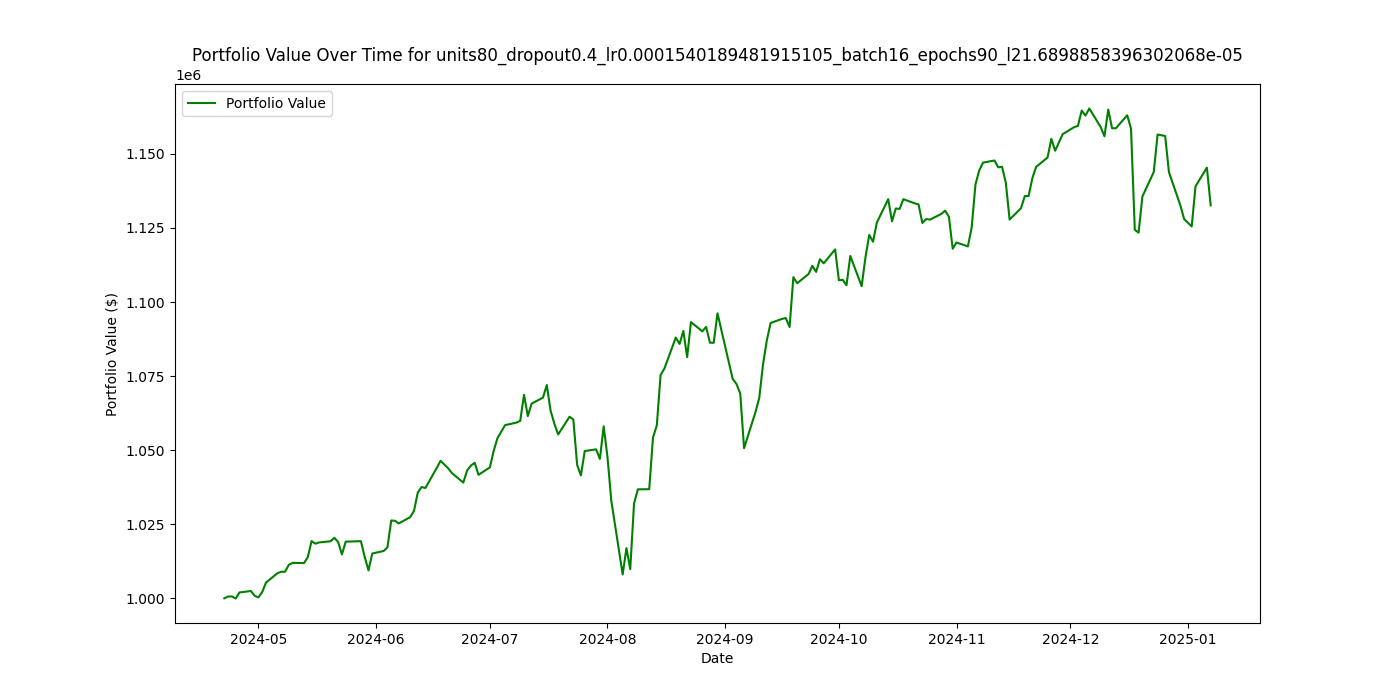 Portfolio Value Over Time for units80_dropout0.4_lr0.0001540189481915105_batch16_epochs90_l21.6898858396302068e-05
1e6
Portfolio Value
1.150
1.125
1.100
1.075
1.050
1.025
1.000
Portfolio Value ($)
2024-05 2024-06 2024-07 2024-08 2024-09 2024-10 2024-11 2024-12 2025-01
Date